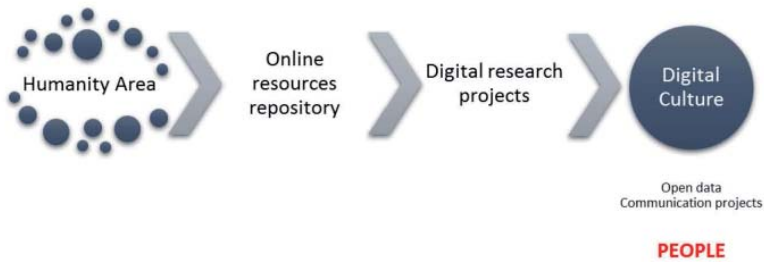 Humanity Area
Online
resources
repository
Digital research
projects
Digital
Culture
Open data
Communication projects
PEOPLE